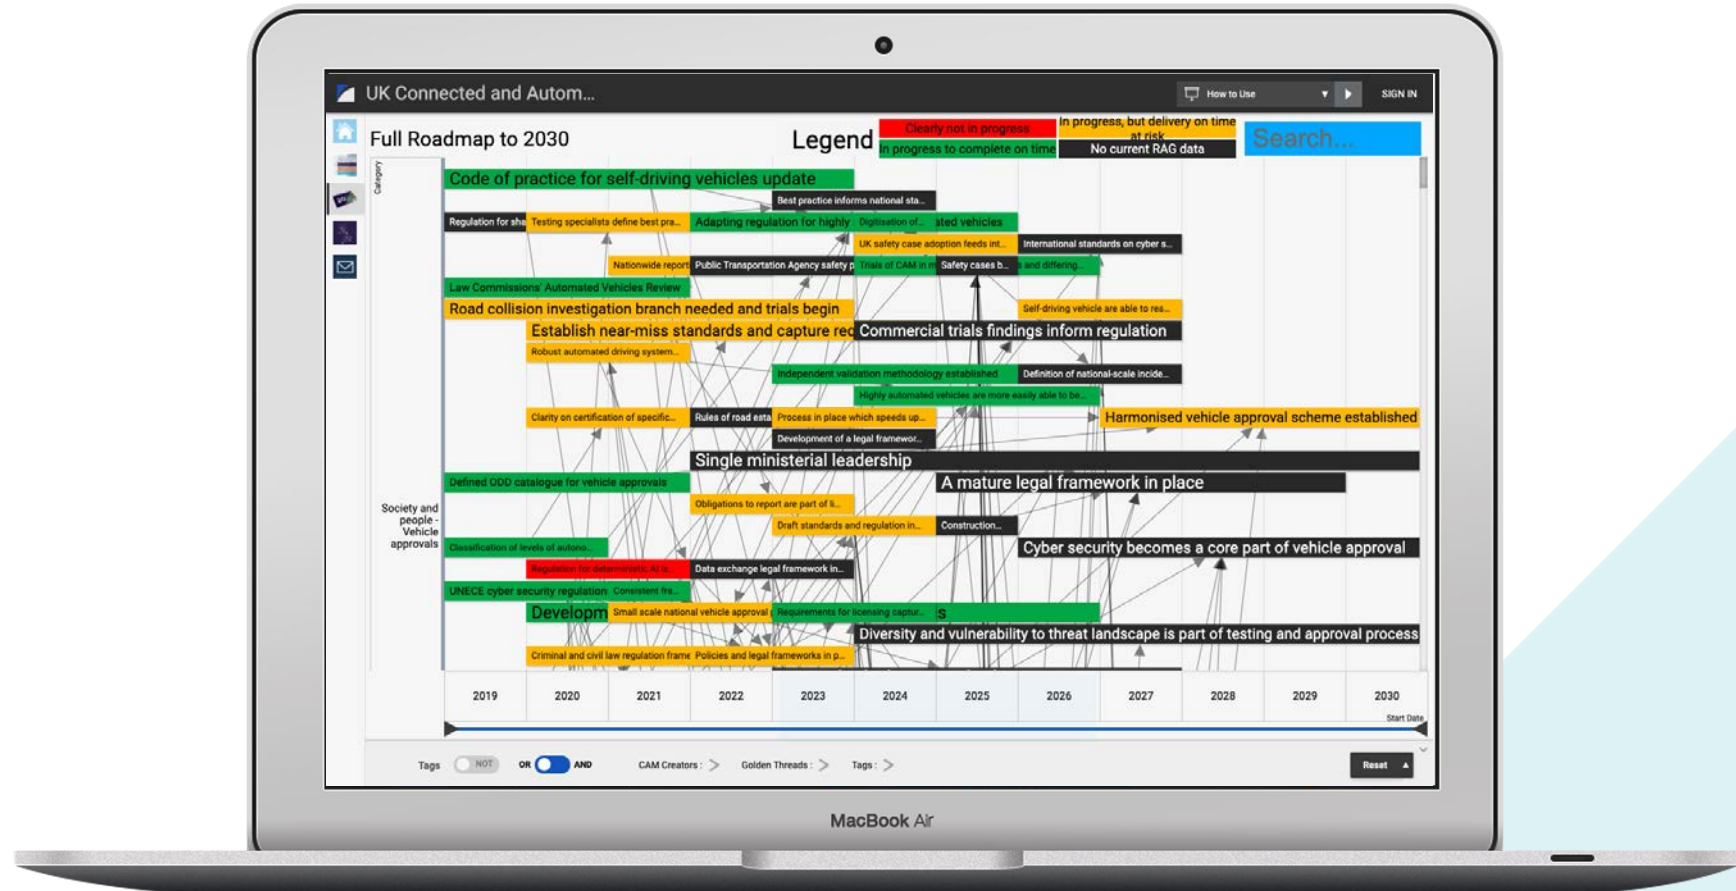 UK Connected and Autom...
How to Use
SIGN IN
Full Roadmap to 2030
Legend
Clearly not in progress
In progress, but delivery on time
at risk
In progress to complete on time
No current RAG data
Search...
Category
Code of practice for self-driving vehicles update
Best practice informs national sta...
Regulation for sha
Testing specialists define best pra...
Adapting regulation for highly
Digitisation of...
ated vehicles
UK safety case adoption feeds int...
International standards on cyber s...
Nationwide report
Public Transportation Agency safety p
Trials of CAM in m
Safety cases b...
s and differing...
Law Commissions' Automated Vehicles Review
Road collision investigation branch needed and trials begin
Self-driving vehicle are able to rea...
Establish near-miss standards and capture rec
Commercial trials findings inform regulation
Robust automated driving system...
Independent validation methodology established
Definition of national-scale incide...
Highly automated vehicles are more easily able to be...
Clarity on certification of specific...
Rules of road esta
Process in place which speeds up...
Harmonised vehicle approval scheme established
Development of a legal framewor...
Single ministerial leadership
Defined ODD catalogue for vehicle approvals
A mature legal framework in place
Obligations to report are part of li...
Society and
people -
Vehicle
approvals
Draft standards and regulation in...
Construction...
Classification of levels of autono...
Cyber security becomes a core part of vehicle approval
Regulation for deterministic AI is...
Data exchange legal framework in...
UNECE cyber security regulation
Consistent fra...
Developm
Small scale national vehicle approval
Requirements for licensing captur...
s
Diversity and vulnerability to threat landscape is part of testing and approval process
Criminal and civil law regulation frame
Policies and legal frameworks in p...
2019 2020 2021 2022 2023 2024 2025 2026 2027 2028 2029 2030
Start Date
Tags
NOT
OR
AND
CAM Creators :
Golden Threads :
Tags :
Reset
MacBook Air